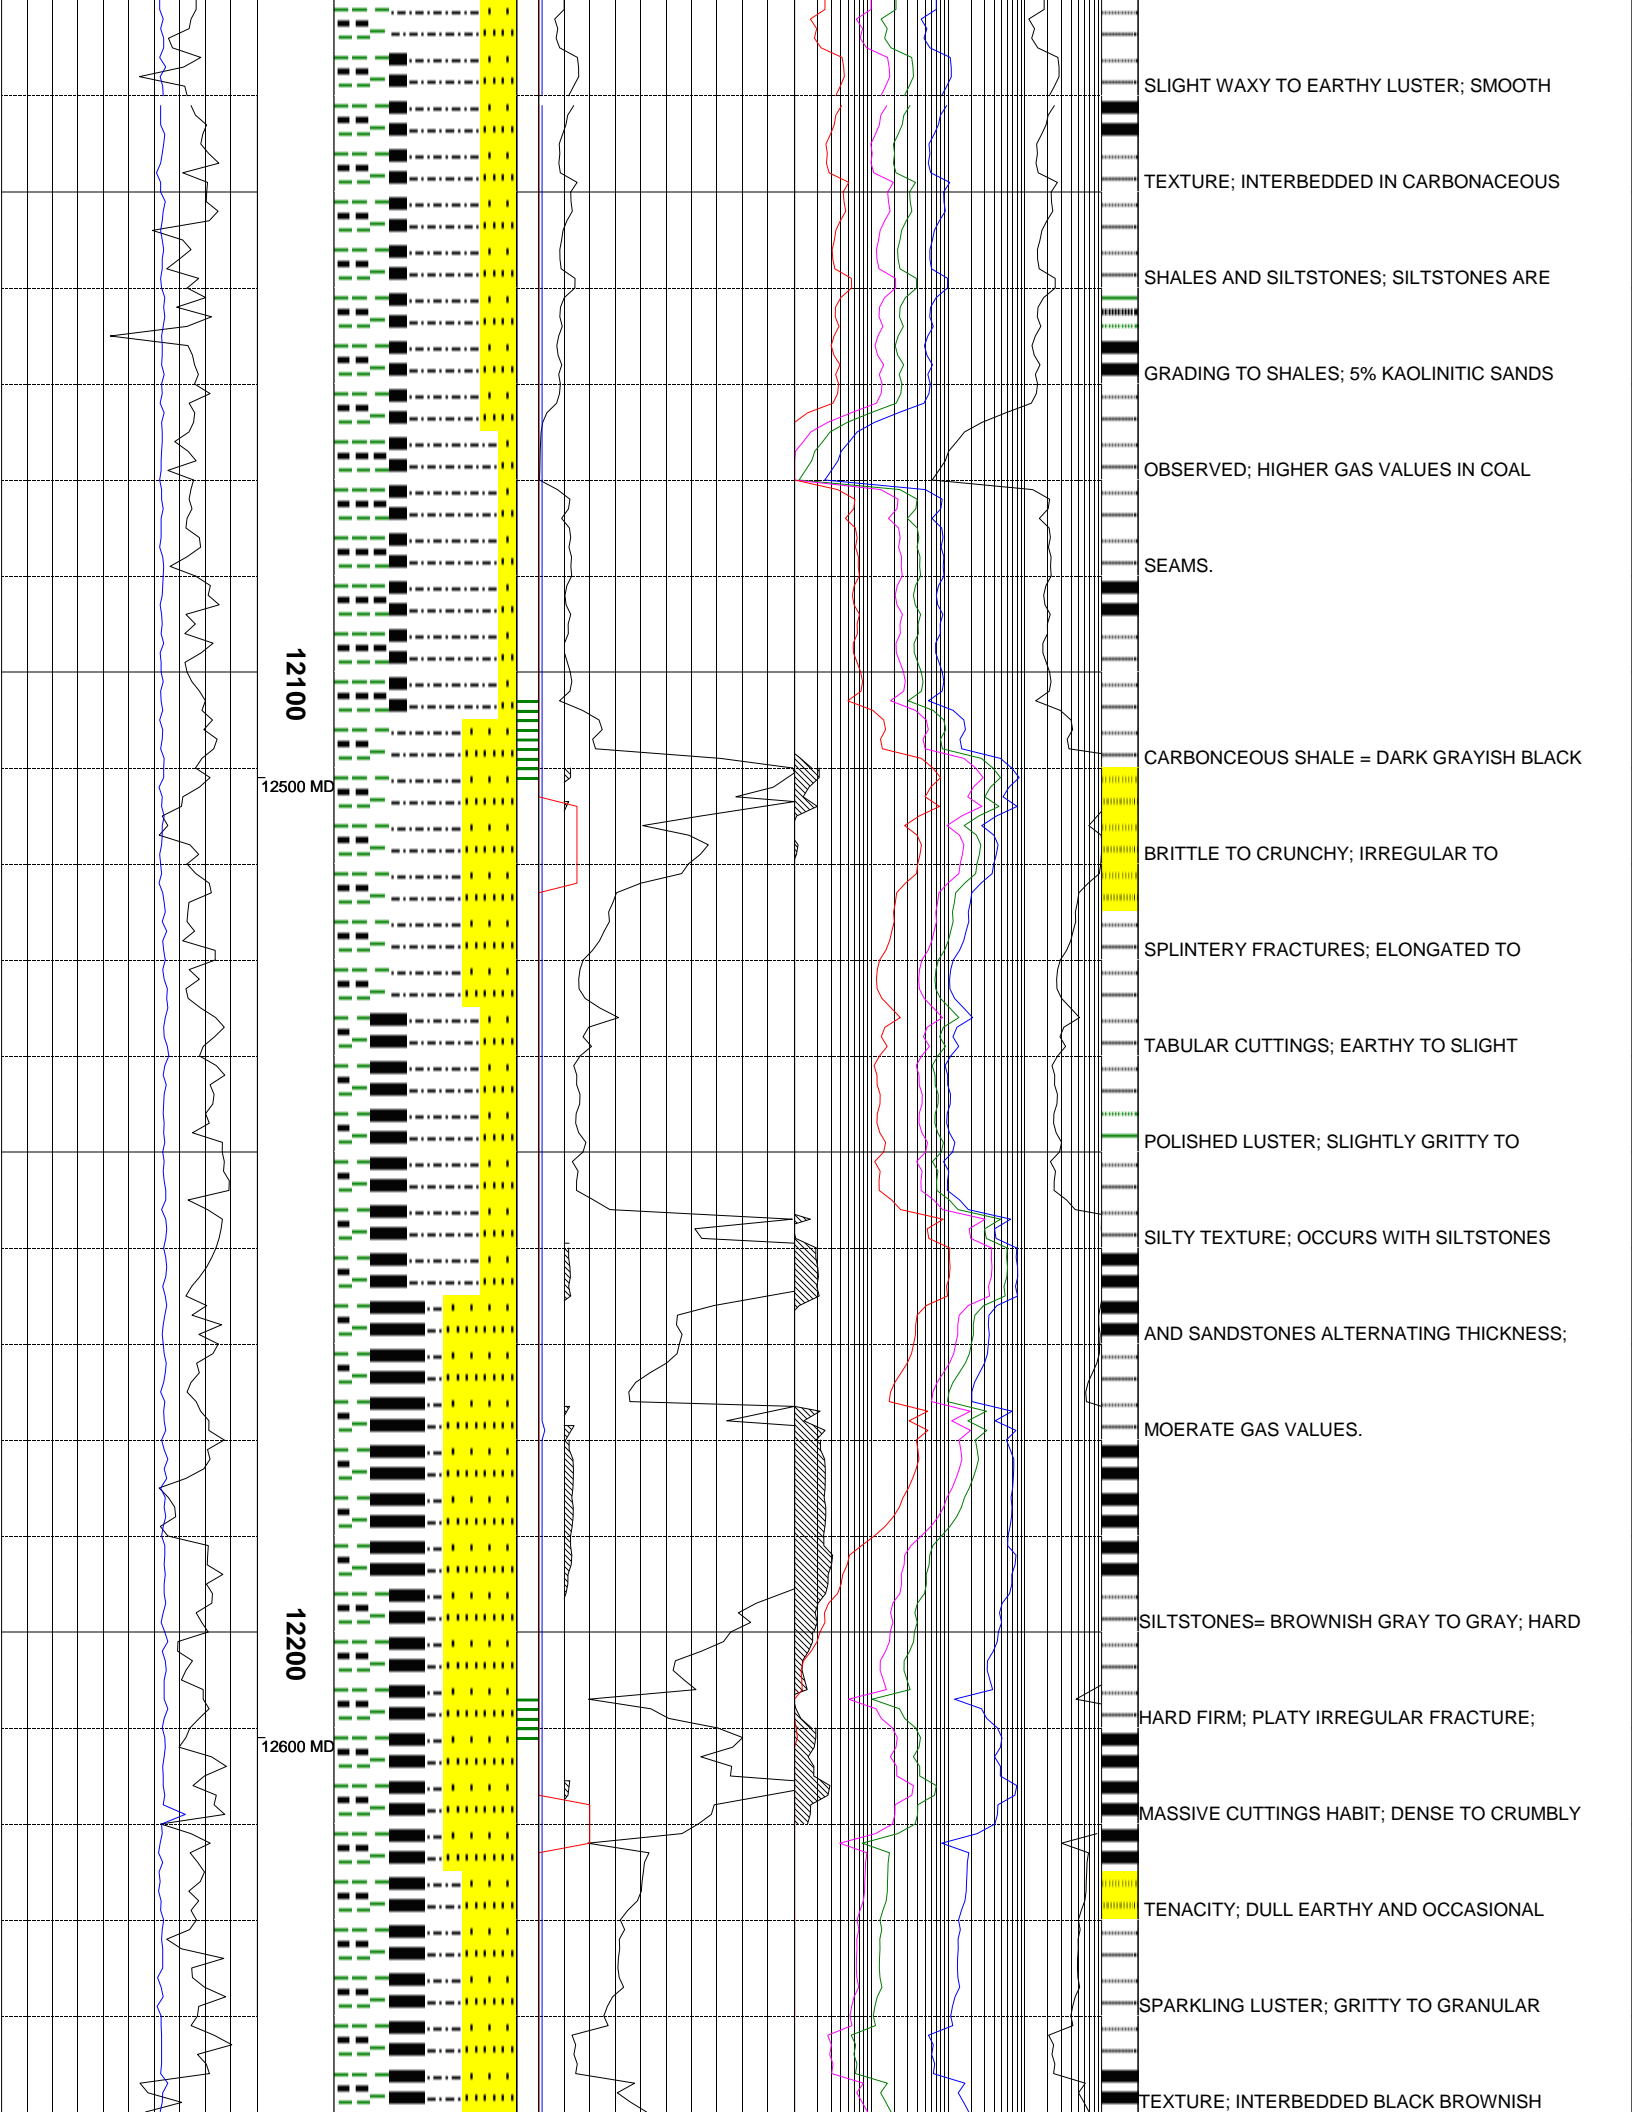 SLIGHT WAXY TO EARTHY LUSTER; SMOOTH
TEXTURE; INTERBEDDED IN CARBONACEOUS
SHALES AND SILTSTONES; SILTSTONES ARE
GRADING TO SHALES; 5% KAOLINITIC SANDS
OBSERVED; HIGHER GAS VALUES IN COAL
SEAMS.
12100
CARBONCEOUS SHALE = DARK GRAYISH BLACK
12500 MD
BRITTLE TO CRUNCHY; IRREGULAR TO
SPLINTERY FRACTURES; ELONGATED TO
TABULAR CUTTINGS; EARTHY TO SLIGHT
POLISHED LUSTER; SLIGHTLY GRITTY TO
SILTY TEXTURE; OCCURS WITH SILTSTONES
AND SANDSTONES ALTERNATING THICKNESS;
MOERATE GAS VALUES.
12200
SILTSTONES= BROWNISH GRAY TO GRAY; HARD
HARD FIRM; PLATY IRREGULAR FRACTURE;
12600 MD
MASSIVE CUTTINGS HABIT; DENSE TO CRUMBLY
TENACITY; DULL EARTHY AND OCCASIONAL
SPARKLING LUSTER; GRITTY TO GRANULAR
TEXTURE; INTERBEDDED BLACK BROWNISH